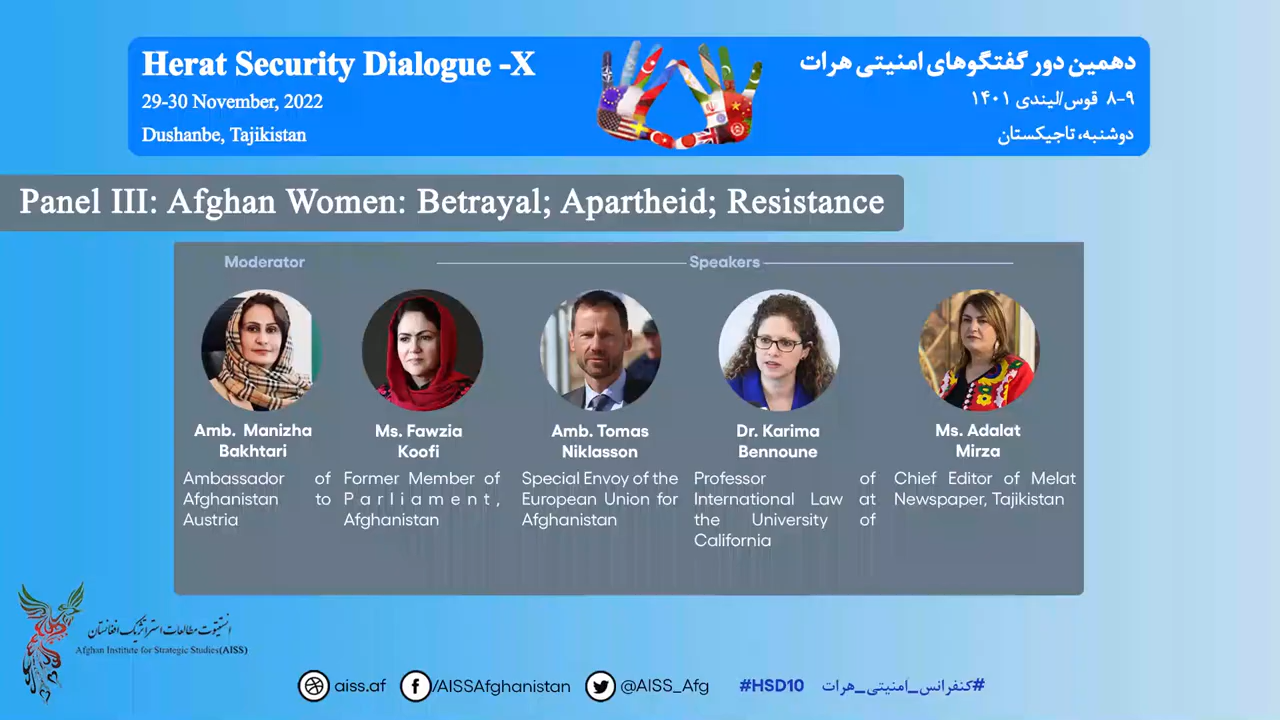 Herat Security Dialogue -X
29-30 November, 2022
Dushanbe, Tajikistan
دهمین دور گفتگوهای امنیتی هرات
۸-۹ قوس/لیندی ۱۴۰۱
دوشنبه، تاجیکستان
Panel III: Afghan Women: Betrayal; Apartheid; Resistance
Moderator
Speakers
Amb. Manizha
Bakhtari
Ambassador of
Afghanistan to
Austria
Ms. Fawzia
Koofi
Former Member of
Parliament,
Afghanistan
Amb. Tomas
Niklasson
Special Envoy of the
European Union for
Afghanistan
Dr. Karima
Bennoune
Professor of
International Law at
the University of
California
Ms. Adalat
Mirza
Chief Editor of Melat
Newspaper, Tajikistan
انستیتوت مطالعات استراتژیک افغانستان
Afghan Institute for Strategic Studies(AISS)
aiss.af
/AISSAfghanistan
@AISS_Afg
#HSD10
#کنفرانس_امنیتی_هرات